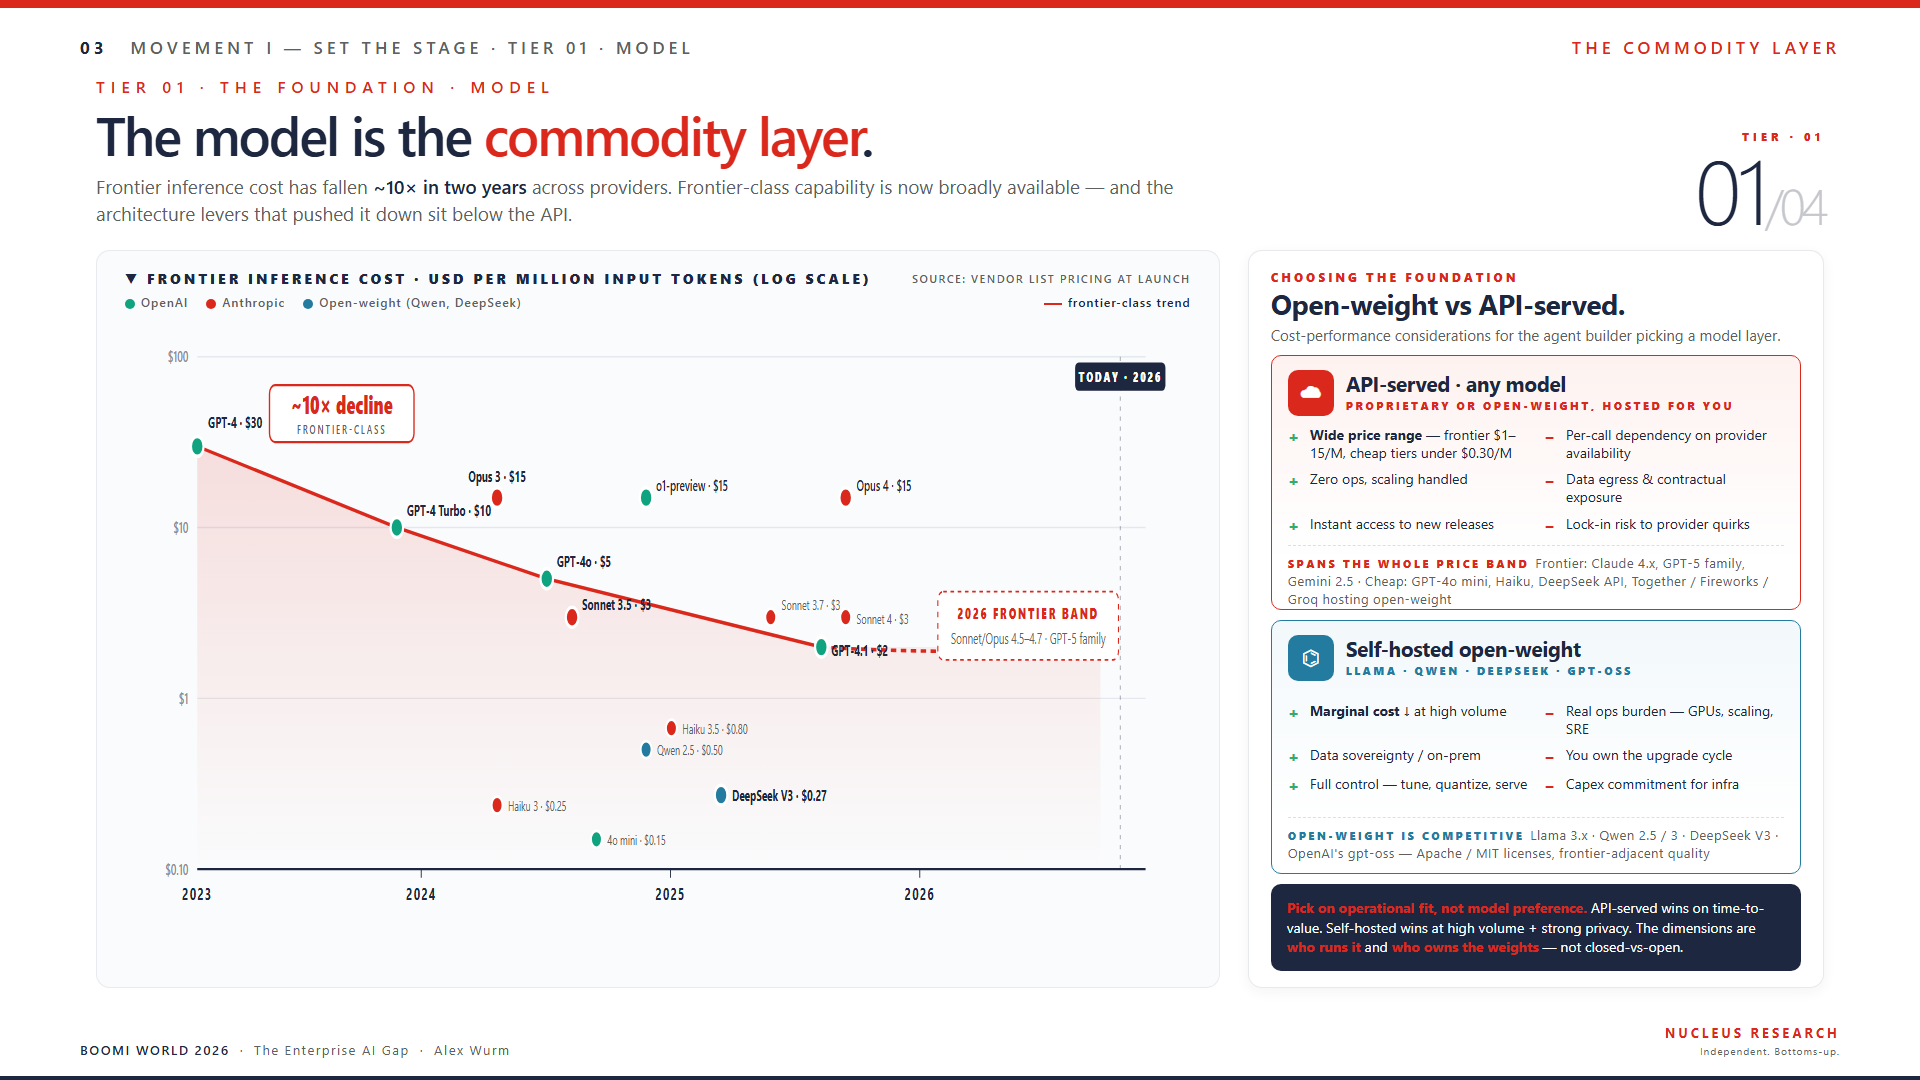 03 MOVEMENT I — SET THE STAGE · TIER 01 · MODEL
THE COMMODITY LAYER
TIER 01 · THE FOUNDATION · MODEL
The model is the commodity layer.
Frontier inference cost has fallen ~10× in two years across providers. Frontier-class capability is now broadly available — and the
architecture levers that pushed it down sit below the API.
TIER · 01
01/04
▼ FRONTIER INFERENCE COST · USD PER MILLION INPUT TOKENS (LOG SCALE)
SOURCE: VENDOR LIST PRICING AT LAUNCH
OpenAI Anthropic Open-weight (Qwen, DeepSeek)
frontier-class trend
$100
TODAY · 2026
~10× decline
FRONTIER-CLASS
GPT-4 · $30
Opus 3 · $15
o1-preview · $15
Opus 4 · $15
GPT-4 Turbo · $10
$10
GPT-4o · $5
Sonnet 3.5 · $3
Sonnet 3.7 · $3
Sonnet 4 · $3
2026 FRONTIER BAND
Sonnet/Opus 4.5–4.7 · GPT-5 family
GPT-4.1 · $2
$1
Haiku 3.5 · $0.80
Qwen 2.5 · $0.50
DeepSeek V3 · $0.27
Haiku 3 · $0.25
4o mini · $0.15
$0.10
2023 2024 2025 2026
CHOOSING THE FOUNDATION
Open-weight vs API-served.
Cost-performance considerations for the agent builder picking a model layer.
API-served · any model
PROPRIETARY OR OPEN-WEIGHT, HOSTED FOR YOU
+ Wide price range — frontier $1–
15/M, cheap tiers under $0.30/M
– Per-call dependency on provider
availability
+ Zero ops, scaling handled
– Data egress & contractual
exposure
+ Instant access to new releases
– Lock-in risk to provider quirks
SPANS THE WHOLE PRICE BAND Frontier: Claude 4.x, GPT-5 family,
Gemini 2.5 · Cheap: GPT-4o mini, Haiku, DeepSeek API, Together / Fireworks /
Groq hosting open-weight
Self-hosted open-weight
LLAMA · QWEN · DEEPSEEK · GPT-OSS
+ Marginal cost ↓ at high volume
– Real ops burden — GPUs, scaling,
SRE
+ Data sovereignty / on-prem
– You own the upgrade cycle
+ Full control — tune, quantize, serve
– Capex commitment for infra
OPEN-WEIGHT IS COMPETITIVE Llama 3.x · Qwen 2.5 / 3 · DeepSeek V3 ·
OpenAI's gpt-oss — Apache / MIT licenses, frontier-adjacent quality
Pick on operational fit, not model preference. API-served wins on time-to-
value. Self-hosted wins at high volume + strong privacy. The dimensions are
who runs it and who owns the weights — not closed-vs-open.
BOOMI WORLD 2026 · The Enterprise AI Gap · Alex Wurm
NUCLEUS RESEARCH
Independent. Bottoms-up.